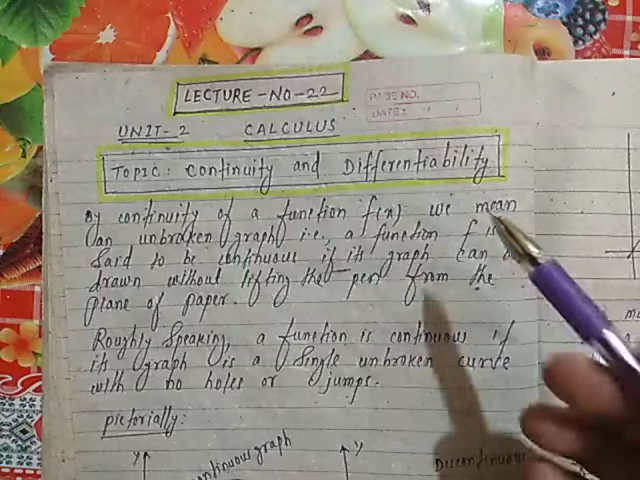 LECTURE-NO-22
PAGE NO.
DATE:
UNIT-2 CALCULUS
TOPIC: Continuity and Differentiability
By continuity of a function f(x) we mean
an unbroken graph i.e., a function f is
said to be continuous if its graph can
drawn without lifting the pen from the
plane of paper.
Roughly speaking, a function is continuous if
its graph is a single unbroken curve
with no holes or jumps.
pictorially:
y continuous graph y Discontinuous